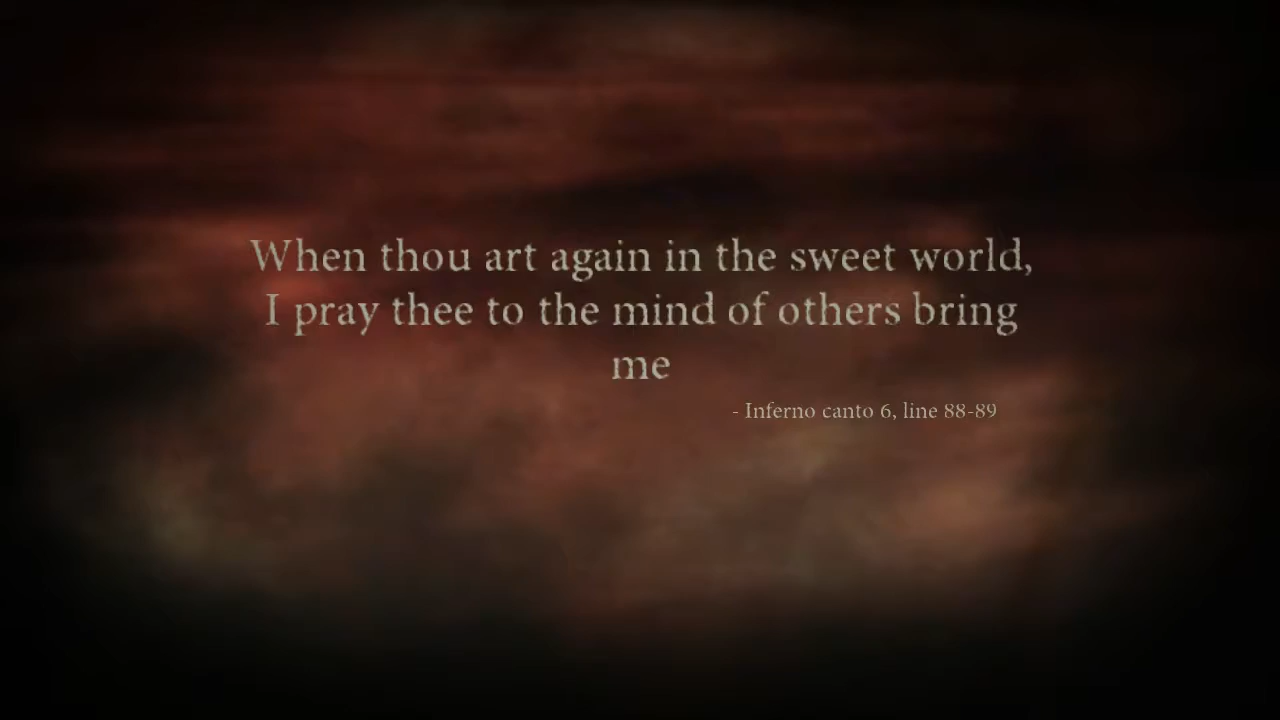 When thou art again in the sweet world,
I pray thee to the mind of others bring
me
- Inferno canto 6, line 88-89